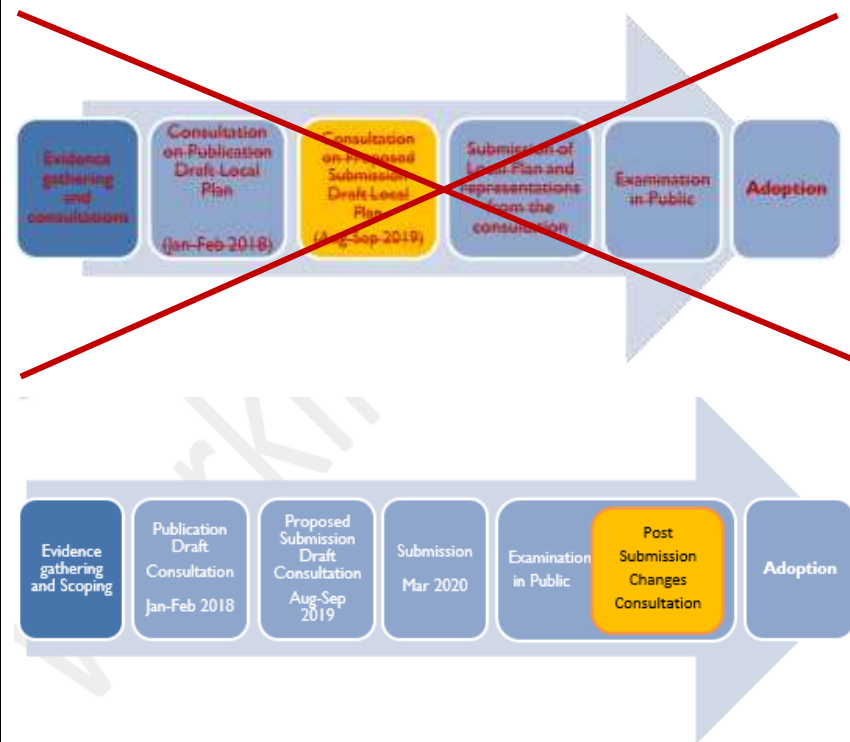 Evidence
gathering
and
consultations
Consultation
on Publication
Draft Local
Plan
(Jan-Feb 2018)
Consultation
on Proposed
Submission
Draft Local
Plan
(Aug-Sep 2019)
Submission of
Local Plan and
representations
from the
consultation
Examination
in Public
Adoption
Evidence
gathering
and Scoping
Publication
Draft
Consultation
Jan-Feb 2018
Proposed
Submission
Draft
Consultation
Aug-Sep
2019
Submission
Mar 2020
Examination
in Public
Post
Submission
Changes
Consultation
Adoption